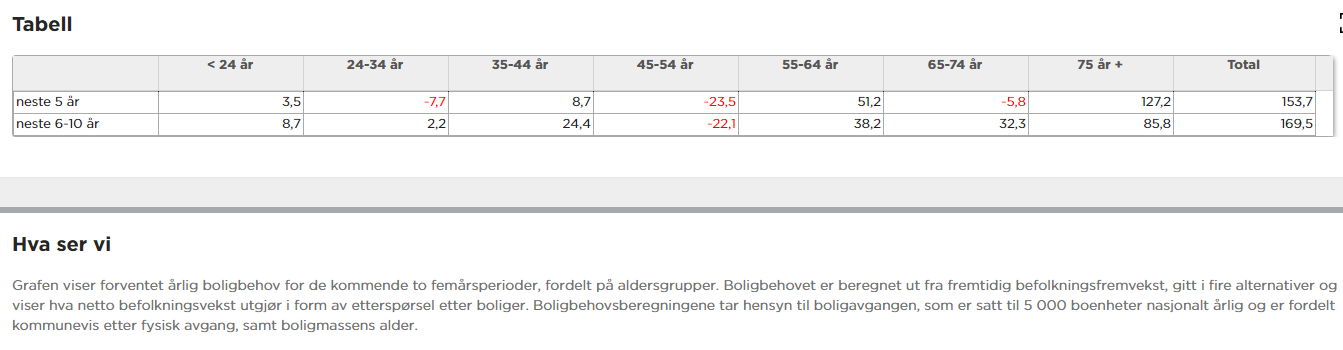 Tabell
< 24 år 24-34 år 35-44 år 45-54 år 55-64 år 65-74 år 75 år + Total
neste 5 år 3,5 -7,7 8,7 -23,5 51,2 -5,8 127,2 153,7
neste 6-10 år 8,7 2,2 24,4 -22,1 38,2 32,3 85,8 169,5
Hva ser vi
Grafen viser forventet årlig boligbehov for de kommende to femårsperioder, fordelt på aldersgrupper. Boligbehovet er beregnet ut fra fremtidig befolkningsfremvekst, gitt i fire alternativer og
viser hva netto befolkningsvekst utgjør i form av etterspørsel etter boliger. Boligbehovsberegningene tar hensyn til boligavgangen, som er satt til 5 000 boenheter nasjonalt årlig og er fordelt
kommunevis etter fysisk avgang, samt boligmassens alder.